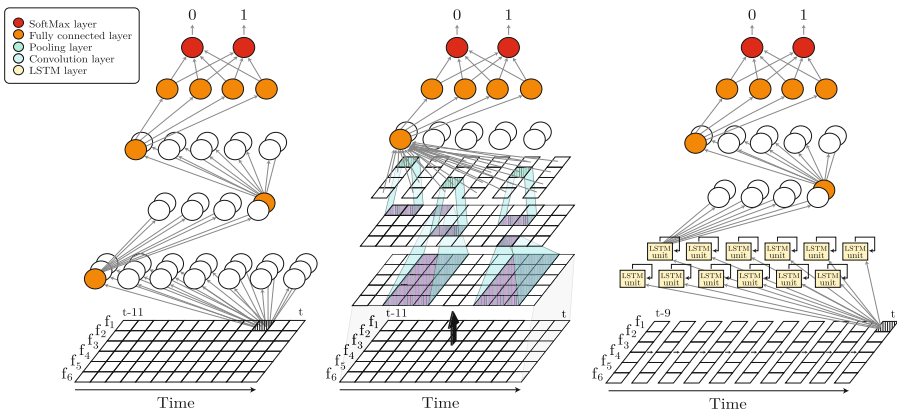 SoftMax layer
Fully connected layer
Pooling layer
Convolution layer
LSTM layer
0 1
t-11 t
f1
f2
f3
f4
f5
f6
Time
0 1
t-11 t
f1
f2
f3
f4
f5
f6
Time
0 1
LSTM unit LSTM unit LSTM unit LSTM unit LSTM unit LSTM unit
LSTM unit LSTM unit LSTM unit LSTM unit LSTM unit LSTM unit
t-9 t
f1
f2
f3
f4
f5
f6
Time